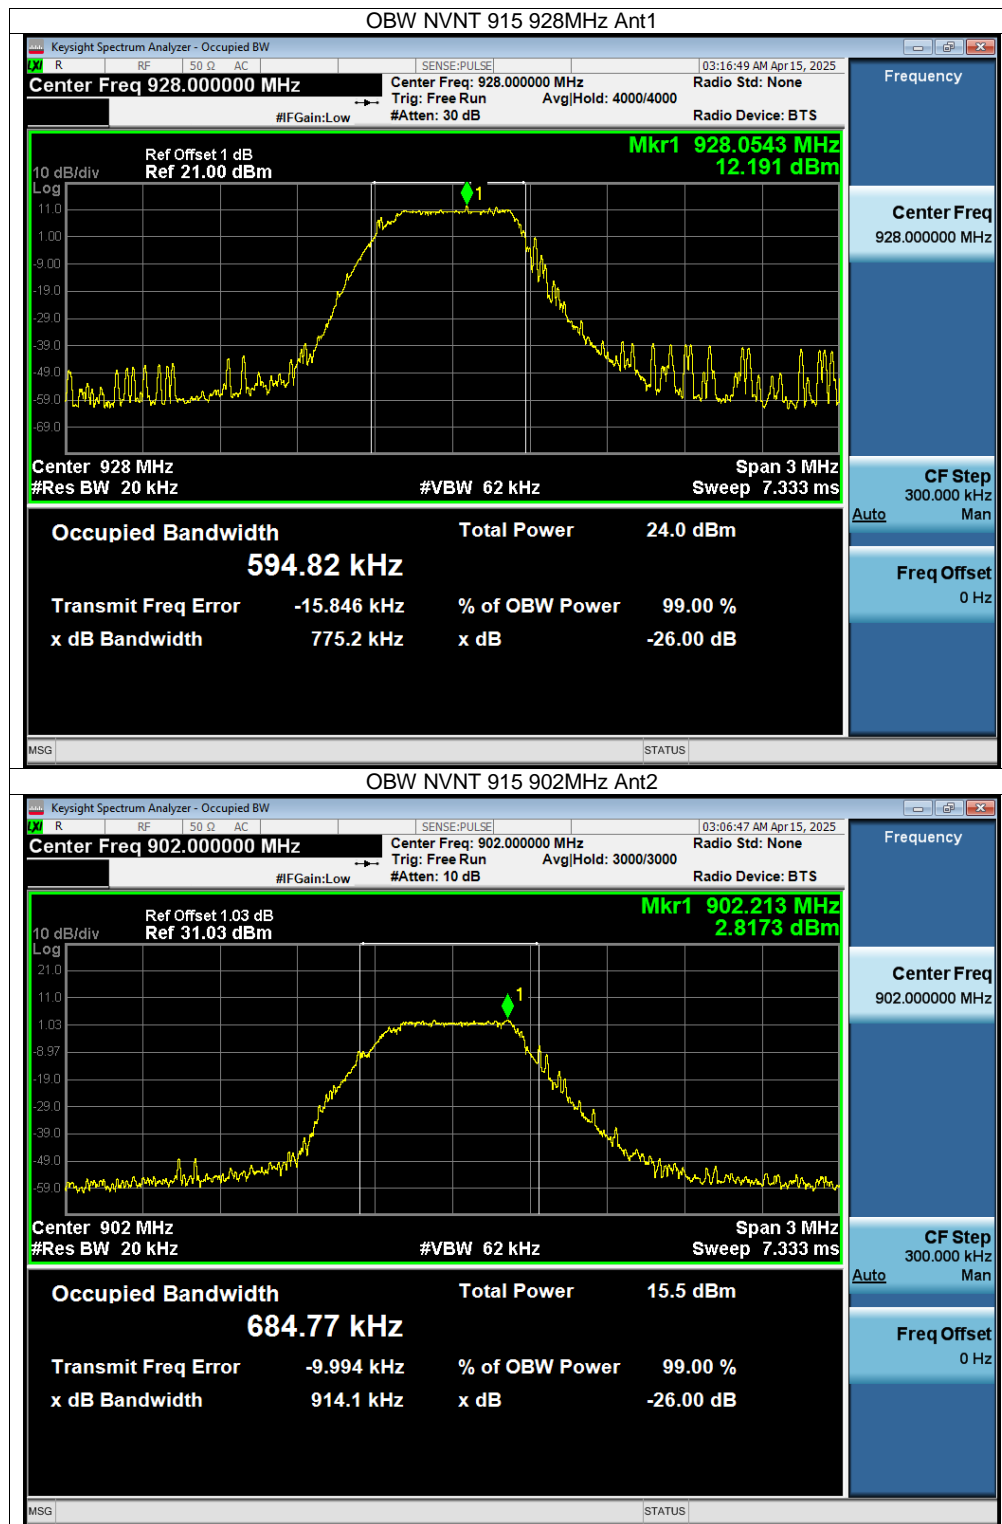 OBW NVNT 915 928MHz Ant1
Keysight Spectrum Analyzer - Occupied BW
LXI R RF 50 Ω AC SENSE:PULSE 03:16:49 AM Apr 15, 2025
Center Freq 928.000000 MHz
Center Freq: 928.000000 MHz
Radio Std: None
Trig: Free Run Avg|Hold: 4000/4000
#IFGain:Low
#Atten: 30 dB
Radio Device: BTS
Mkr1 928.0543 MHz
12.191 dBm
Ref Offset 1 dB
10 dB/div Ref 21.00 dBm
Log
1
11.0
1.00
-9.00
-19.0
-29.0
-39.0
-49.0
-59.0
-69.0
Center 928 MHz Span 3 MHz
#Res BW 20 kHz #VBW 62 kHz Sweep 7.333 ms
Occupied Bandwidth Total Power 24.0 dBm
594.82 kHz
Transmit Freq Error -15.846 kHz % of OBW Power 99.00 %
x dB Bandwidth 775.2 kHz x dB -26.00 dB
MSG STATUS
Frequency
Center Freq
928.000000 MHz
CF Step
300.000 kHz
Auto Man
Freq Offset
0 Hz
OBW NVNT 915 902MHz Ant2
Keysight Spectrum Analyzer - Occupied BW
LXI R RF 50 Ω AC SENSE:PULSE 03:06:47 AM Apr 15, 2025
Center Freq 902.000000 MHz
Center Freq: 902.000000 MHz
Radio Std: None
Trig: Free Run Avg|Hold: 3000/3000
#IFGain:Low
#Atten: 10 dB
Radio Device: BTS
Mkr1 902.213 MHz
2.8173 dBm
Ref Offset 1.03 dB
10 dB/div Ref 31.03 dBm
Log
21.0
1
11.0
1.03
-8.97
-19.0
-29.0
-39.0
-49.0
-59.0
Center 902 MHz Span 3 MHz
#Res BW 20 kHz #VBW 62 kHz Sweep 7.333 ms
Occupied Bandwidth Total Power 15.5 dBm
684.77 kHz
Transmit Freq Error -9.994 kHz % of OBW Power 99.00 %
x dB Bandwidth 914.1 kHz x dB -26.00 dB
MSG STATUS
Frequency
Center Freq
902.000000 MHz
CF Step
300.000 kHz
Auto Man
Freq Offset
0 Hz